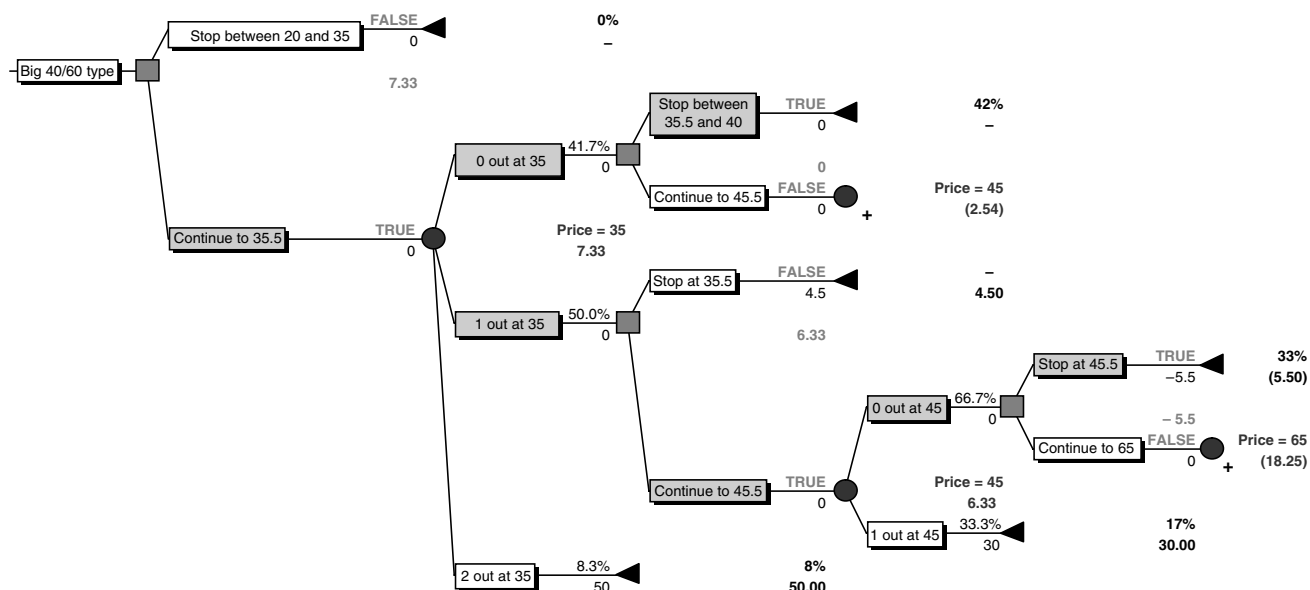 FALSE
0%
Stop between 20 and 35
0
–
Big 40/60 type
7.33
Stop between
35.5 and 40
TRUE
42%
0
–
0 out at 35
41.7%
0
0
Continue to 45.5
FALSE
Price = 45
0
(2.54)
+
Continue to 35.5
TRUE
0
Price = 35
7.33
Stop at 35.5
FALSE
–
4.5
4.50
1 out at 35
50.0%
0
6.33
Stop at 45.5
TRUE
33%
–5.5
(5.50)
0 out at 45
66.7%
0
– 5.5
Continue to 65
FALSE
Price = 65
0
(18.25)
+
Continue to 45.5
TRUE
Price = 45
0
6.33
1 out at 45
33.3%
17%
30
30.00
2 out at 35
8.3%
8%
50
50.00